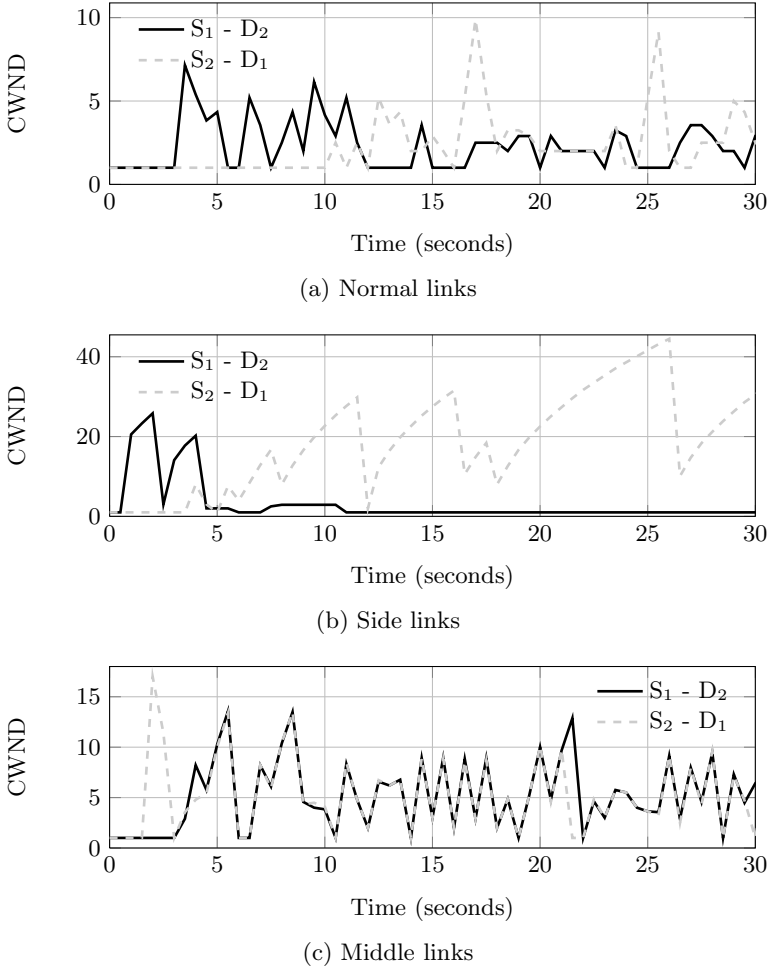 10
5
0
CWND
S₁ - D₂
S₂ - D₁
0 5 10 15 20 25 30
Time (seconds)
(a) Normal links
40
20
0
CWND
S₁ - D₂
S₂ - D₁
0 5 10 15 20 25 30
Time (seconds)
(b) Side links
15
10
5
0
CWND
S₁ - D₂
S₂ - D₁
0 5 10 15 20 25 30
Time (seconds)
(c) Middle links